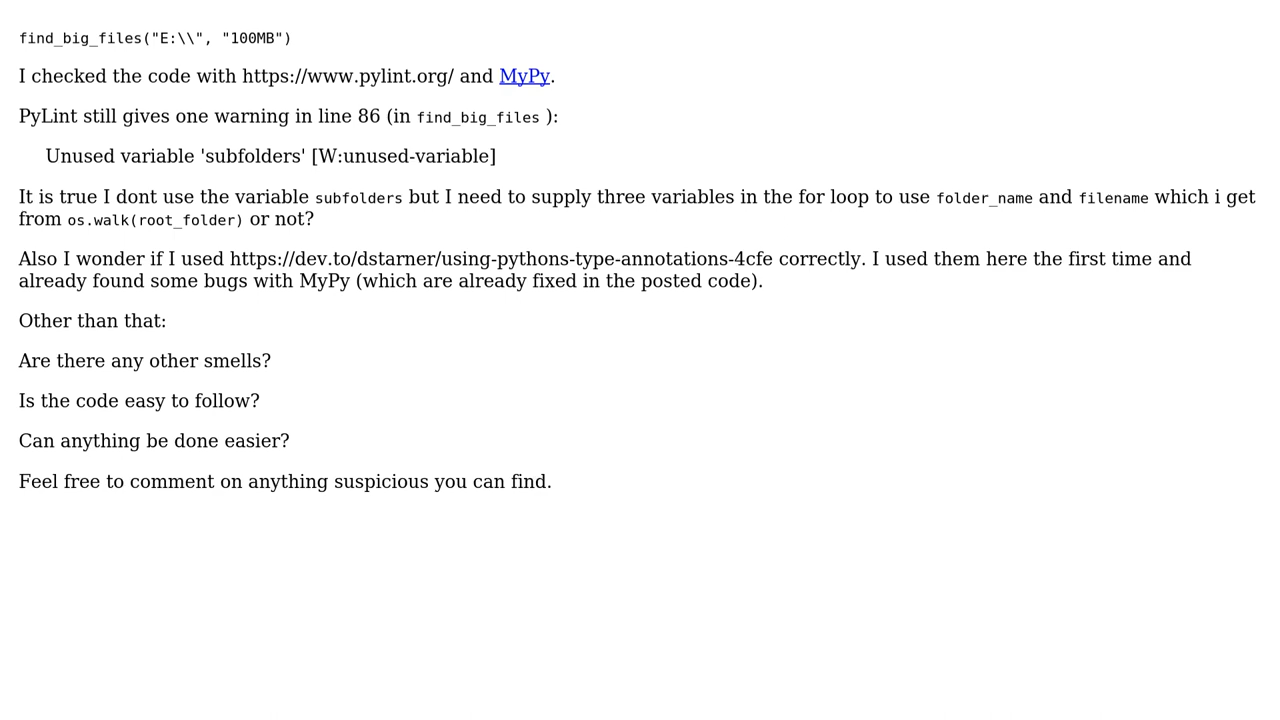 find_big_files("E:\\", "100MB")
I checked the code with https://www.pylint.org/ and MyPy.
PyLint still gives one warning in line 86 (in find_big_files ):
Unused variable 'subfolders' [W:unused-variable]
It is true I dont use the variable subfolders but I need to supply three variables in the for loop to use folder_name and filename which i get
from os.walk(root_folder) or not?
Also I wonder if I used https://dev.to/dstarner/using-pythons-type-annotations-4cfe correctly. I used them here the first time and
already found some bugs with MyPy (which are already fixed in the posted code).
Other than that:
Are there any other smells?
Is the code easy to follow?
Can anything be done easier?
Feel free to comment on anything suspicious you can find.